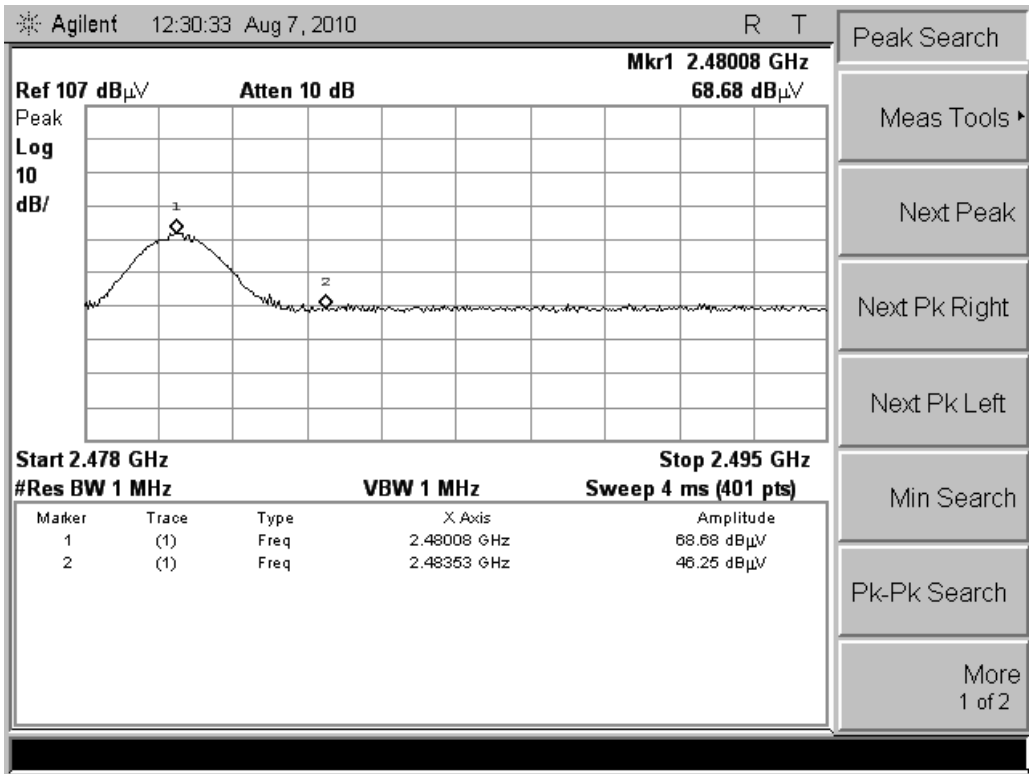 Agilent 12:30:33 Aug 7, 2010 R T
Mkr1 2.48008 GHz
Ref 107 dBµV Atten 10 dB 68.68 dBµV
Peak
Log
10
dB/
1
2
Start 2.478 GHz Stop 2.495 GHz
#Res BW 1 MHz VBW 1 MHz Sweep 4 ms (401 pts)
Marker Trace Type X Axis Amplitude
1 (1) Freq 2.48008 GHz 68.68 dBµV
2 (1) Freq 2.48353 GHz 46.25 dBµV
Peak Search
Meas Tools
Next Peak
Next Pk Right
Next Pk Left
Min Search
Pk-Pk Search
More
1 of 2